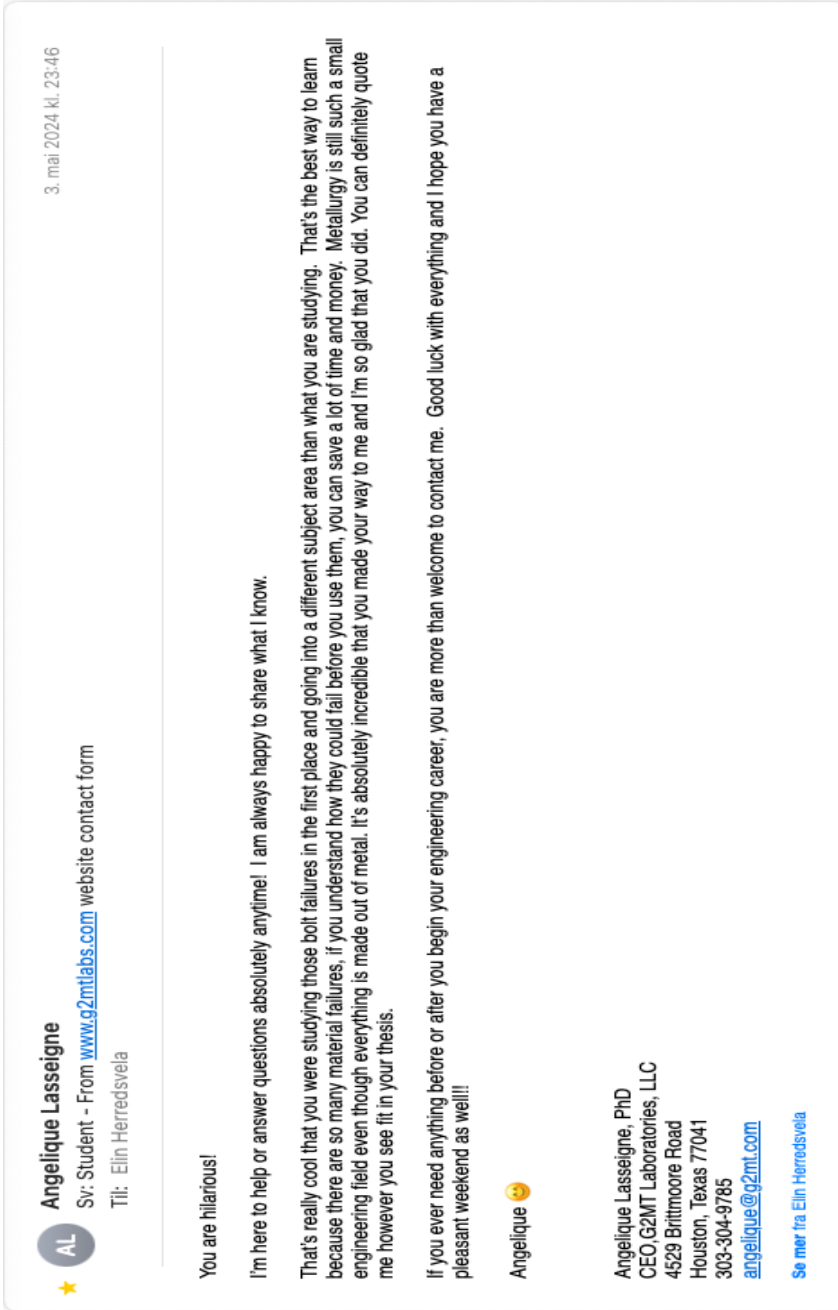 AL
Angelique Lasseigne
3. mai 2024 kl. 23:46
Sv: Student - From www.g2mtlabs.com website contact form
Til: Elin Herredsvela
You are hilarious!
I'm here to help or answer questions absolutely anytime! I am always happy to share what I know.
That's really cool that you were studying those bolt failures in the first place and going into a different subject area than what you are studying. That's the best way to learn
because there are so many material failures, if you understand how they could fail before you use them, you can save a lot of time and money. Metallurgy is still such a small
engineering field even though everything is made out of metal. It's absolutely incredible that you made your way to me and I'm so glad that you did. You can definitely quote
me however you see fit in your thesis.
If you ever need anything before or after you begin your engineering career, you are more than welcome to contact me. Good luck with everything and I hope you have a
pleasant weekend as well!!
Angelique 😀
Angelique Lasseigne, PhD
CEO,G2MT Laboratories, LLC
4529 Brittmoore Road
Houston, Texas 77041
303-304-9785
angelique@g2mt.com
Se mer fra Elin Herredsvela